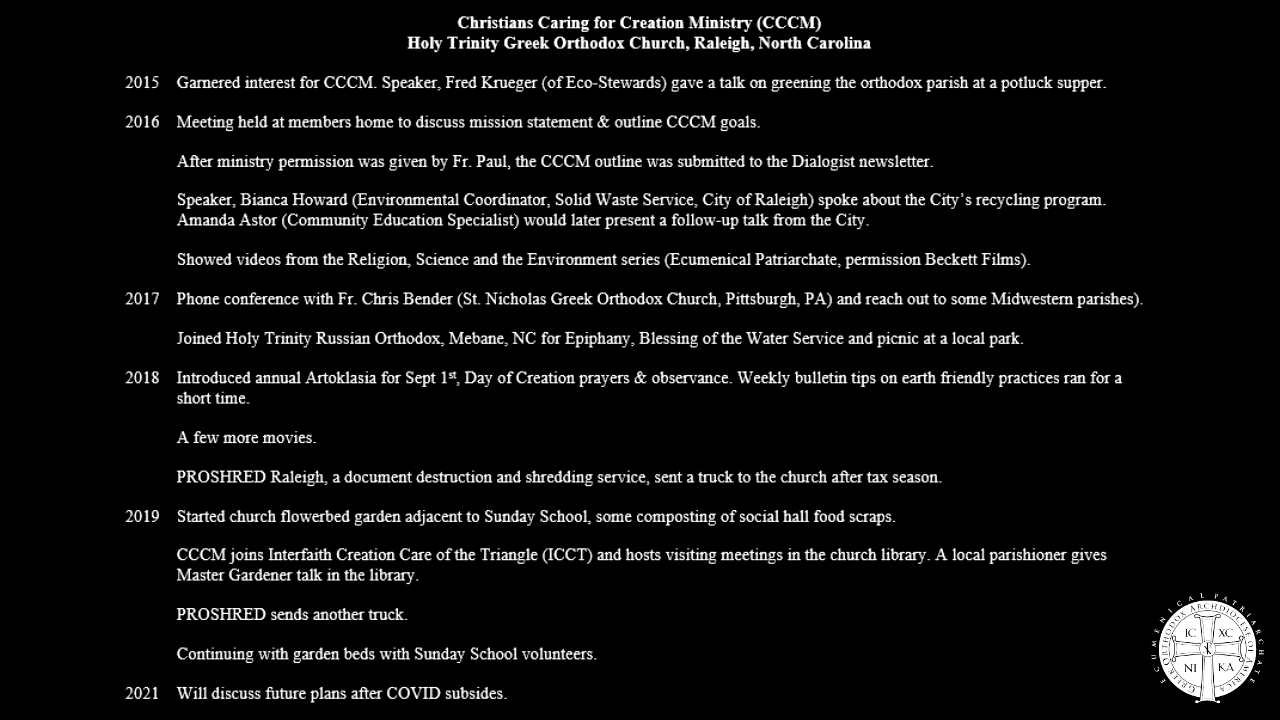 Christians Caring for Creation Ministry (CCCM)
Holy Trinity Greek Orthodox Church, Raleigh, North Carolina
2015 Garnered interest for CCCM. Speaker, Fred Krueger (of Eco-Stewards) gave a talk on greening the orthodox parish at a potluck supper.
2016 Meeting held at members home to discuss mission statement & outline CCCM goals.
After ministry permission was given by Fr. Paul, the CCCM outline was submitted to the Dialogist newsletter.
Speaker, Bianca Howard (Environmental Coordinator, Solid Waste Service, City of Raleigh) spoke about the City’s recycling program.
Amanda Astor (Community Education Specialist) would later present a follow-up talk from the City.
Showed videos from the Religion, Science and the Environment series (Ecumenical Patriarchate, permission Beckett Films).
2017 Phone conference with Fr. Chris Bender (St. Nicholas Greek Orthodox Church, Pittsburgh, PA) and reach out to some Midwestern parishes).
Joined Holy Trinity Russian Orthodox, Mebane, NC for Epiphany, Blessing of the Water Service and picnic at a local park.
2018 Introduced annual Artoklasia for Sept 1st, Day of Creation prayers & observance. Weekly bulletin tips on earth friendly practices ran for a
short time.
A few more movies.
PROSHRED Raleigh, a document destruction and shredding service, sent a truck to the church after tax season.
2019 Started church flowerbed garden adjacent to Sunday School, some composting of social hall food scraps.
CCCM joins Interfaith Creation Care of the Triangle (ICCT) and hosts visiting meetings in the church library. A local parishioner gives
Master Gardener talk in the library.
PROSHRED sends another truck.
Continuing with garden beds with Sunday School volunteers.
2021 Will discuss future plans after COVID subsides.
ECUMENICAL PATRIARCHATE
GREEK ORTHODOX ARCHDIOCESE OF AMERICA
IC XC
NI KA